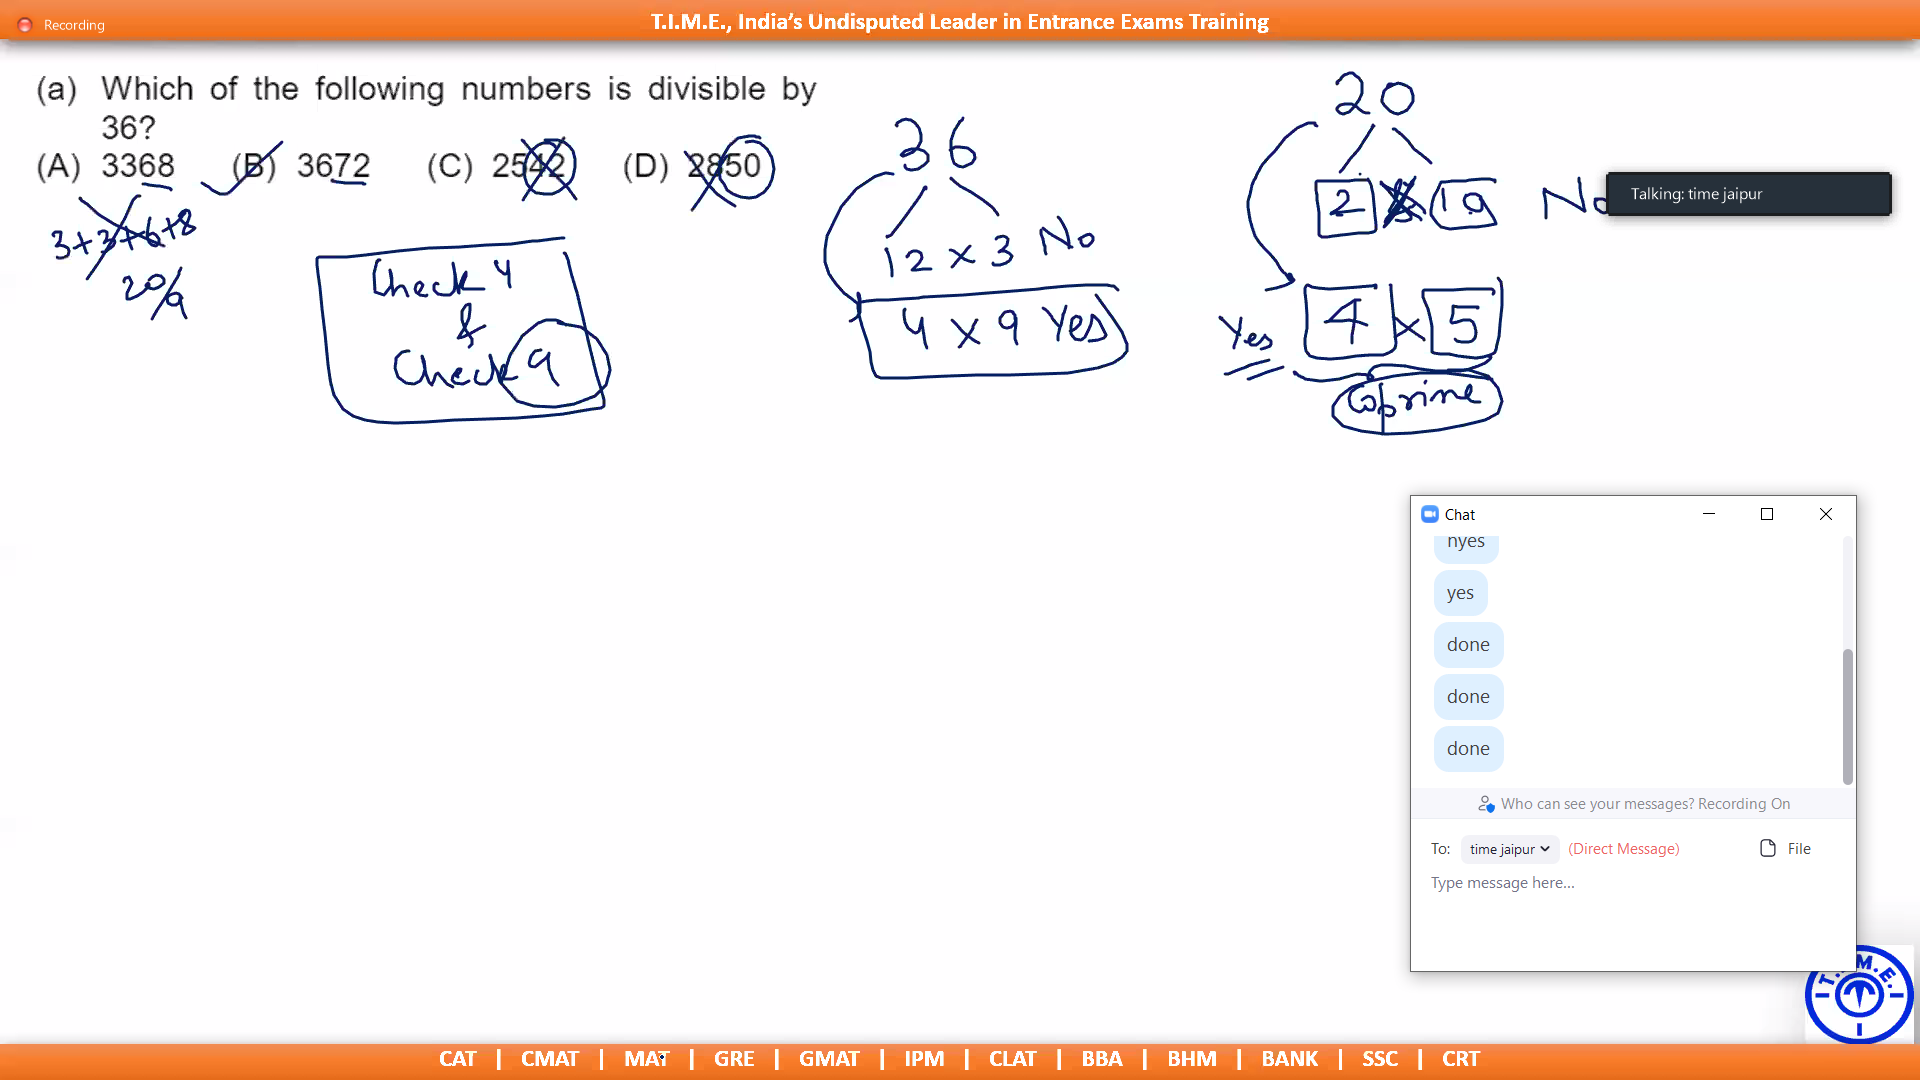 Recording
T.I.M.E., India's Undisputed Leader in Entrance Exams Training
(a) Which of the following numbers is divisible by
36?
(A) 3368 (B) 3672 (C) 2542 (D) 2850
3+3+6+8
20/9
Check 4
&
Check 9
36
12 x 3 No
4 x 9 Yes
20
2 x 10 No
Yes 4 x 5
Coprime
Talking: time jaipur
Chat
nyes
yes
done
done
done
Who can see your messages? Recording On
To: time jaipur (Direct Message) File
Type message here...
T.I.M.E.
CAT | CMAT | MAT | GRE | GMAT | IPM | CLAT | BBA | BHM | BANK | SSC | CRT